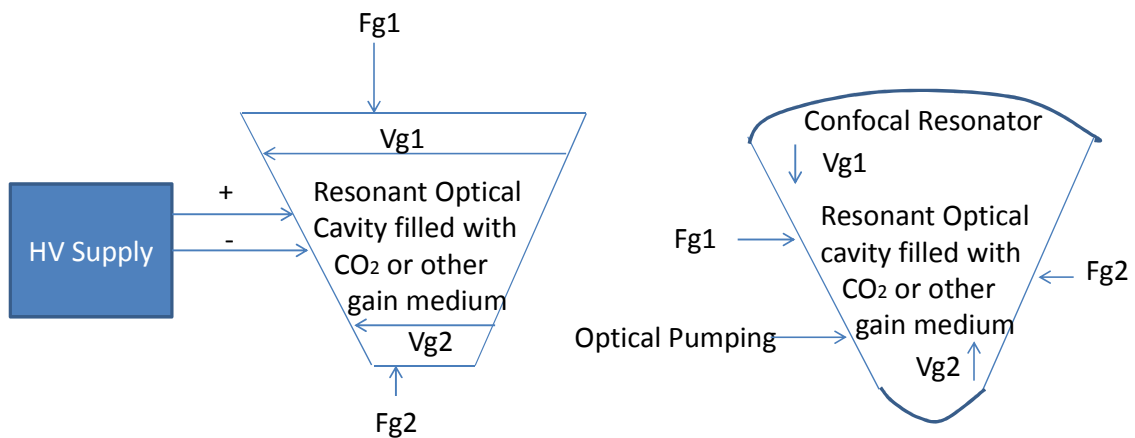 Fg1
Vg1
Resonant Optical
Cavity filled with
CO2 or other
gain medium
Vg2
Fg2
HV Supply
+
-
Confocal Resonator
Vg1
Resonant Optical
cavity filled with
CO2 or other
gain medium
Vg2
Fg1
Fg2
Optical Pumping